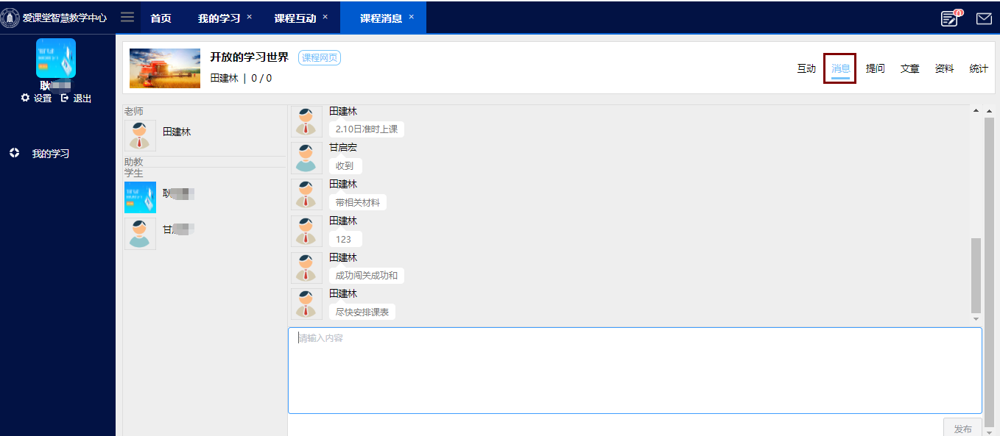 爱课堂智慧教学中心
首页 我的学习 × 课程互动 × 课程消息 ×
0
耿
设置 退出
我的学习
开放的学习世界 课程网页
田建林 | 0 / 0
互动 消息 提问 文章 资料 统计
老师
田建林
助教
学生
耿
甘
田建林
2.10日准时上课
甘启宏
收到
田建林
带相关材料
田建林
123
田建林
成功闯关成功和
田建林
尽快安排课表
请输入内容
发布